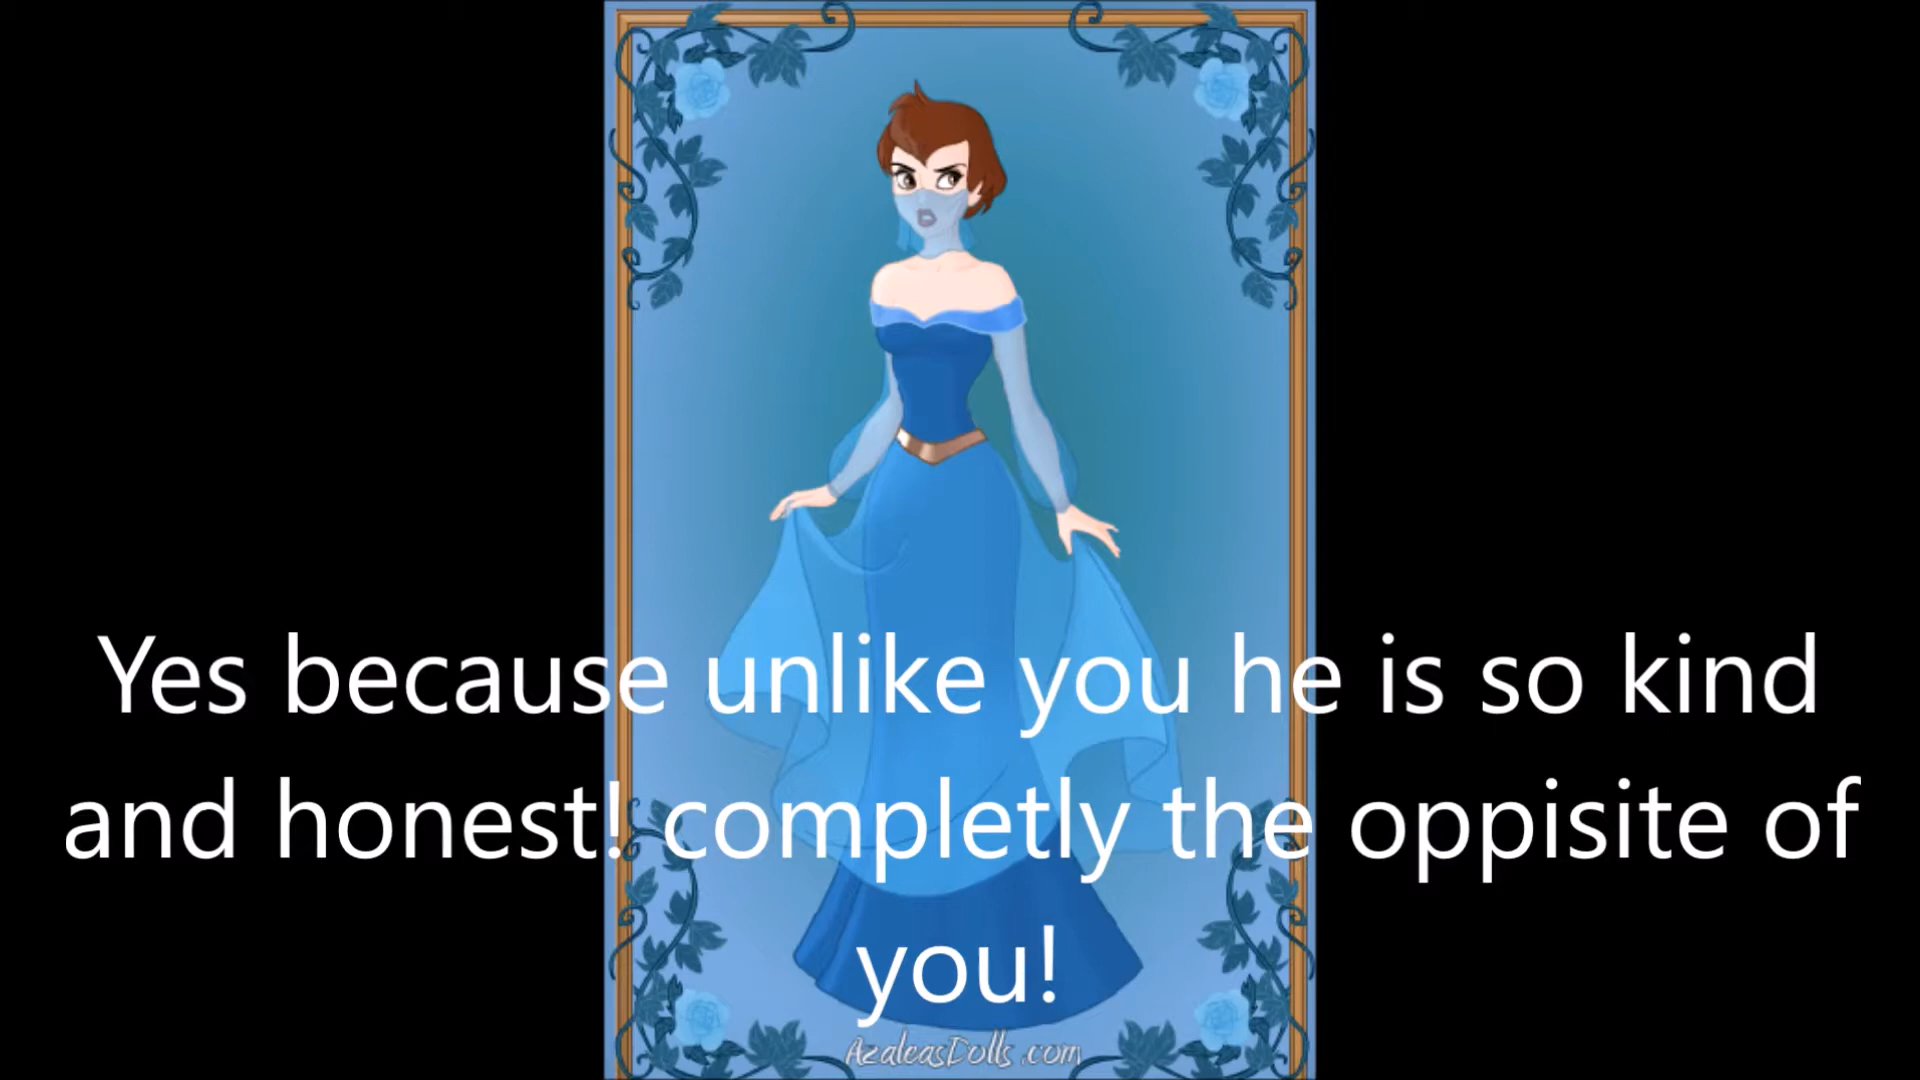 Yes because unlike you he is so kind
and honest! completly the oppisite of
you!
AzaleasDolls.com